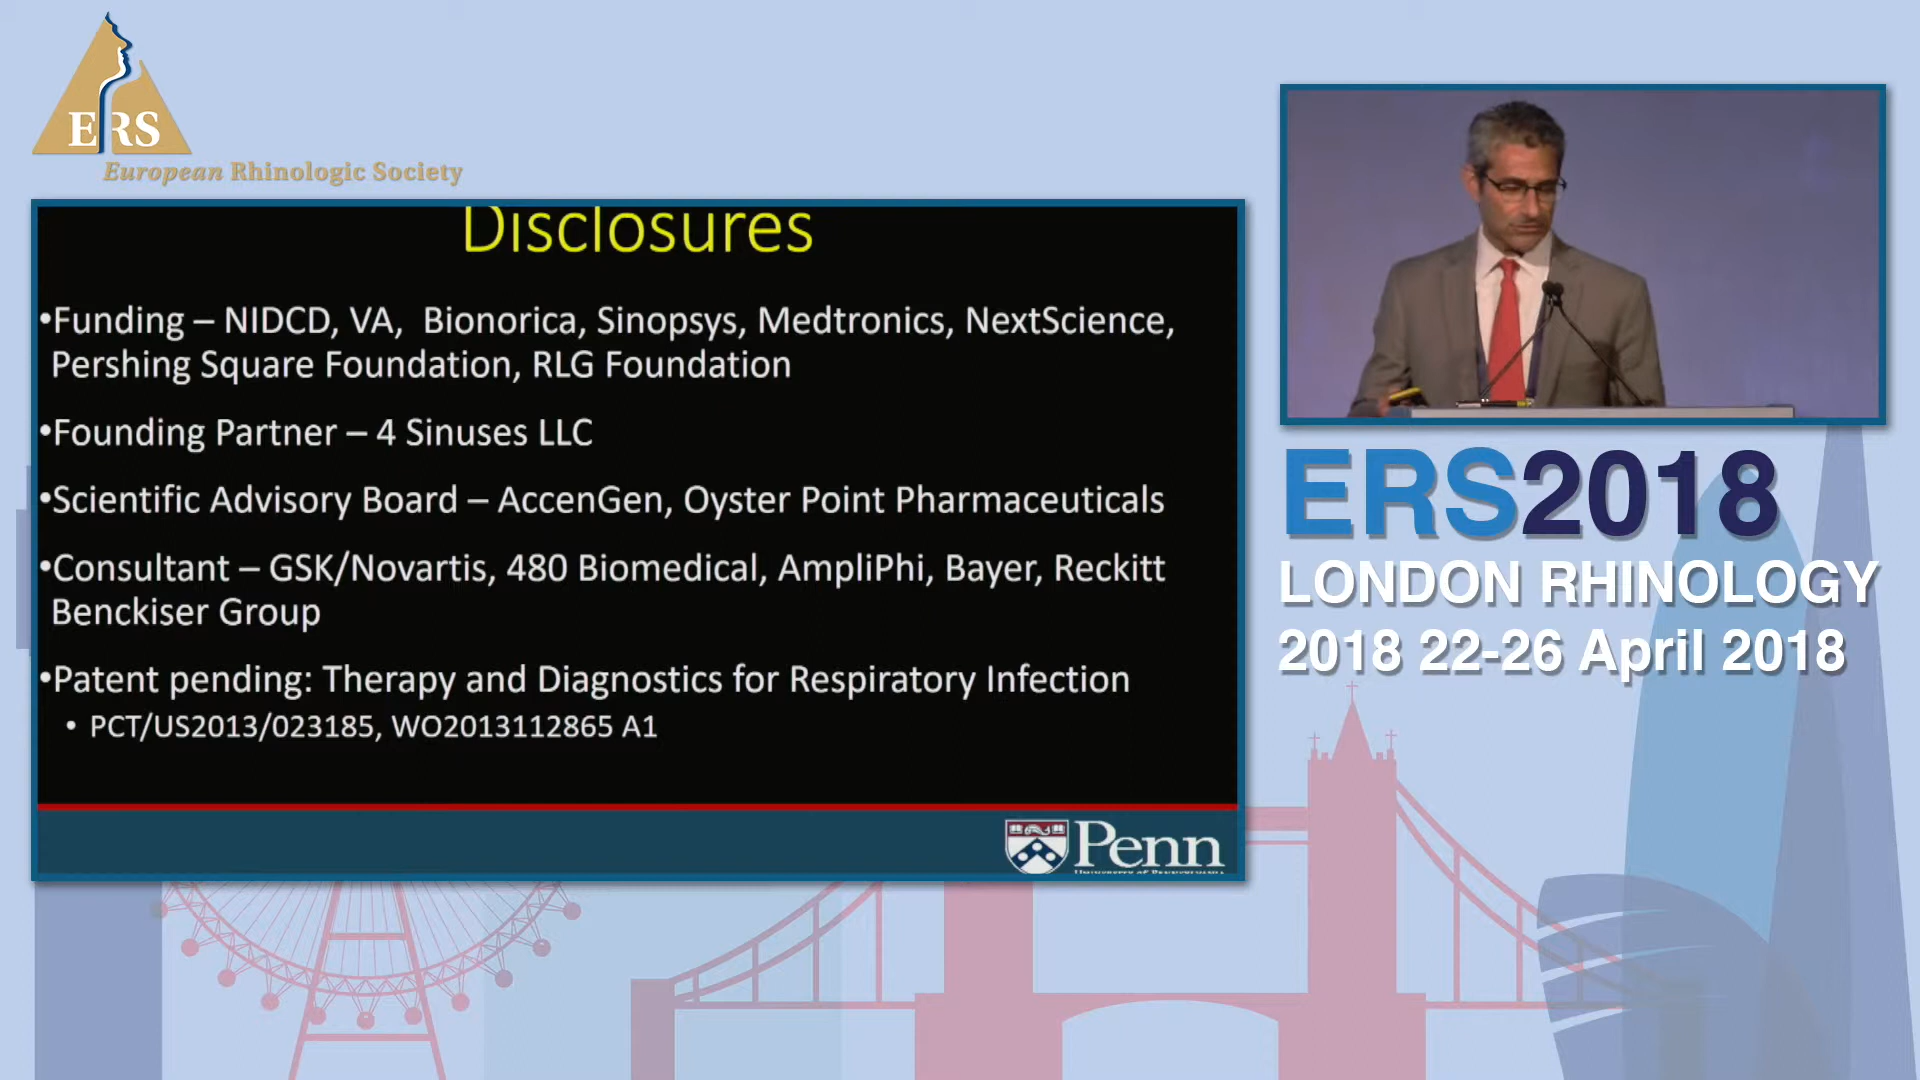 ERS
European Rhinologic Society
Disclosures
•Funding – NIDCD, VA, Bionorica, Sinopsys, Medtronics, NextScience,
Pershing Square Foundation, RLG Foundation
•Founding Partner – 4 Sinuses LLC
•Scientific Advisory Board – AccenGen, Oyster Point Pharmaceuticals
•Consultant – GSK/Novartis, 480 Biomedical, AmpliPhi, Bayer, Reckitt
Benckiser Group
•Patent pending: Therapy and Diagnostics for Respiratory Infection
• PCT/US2013/023185, WO2013112865 A1
Penn
University of Pennsylvania
ERS2018
LONDON RHINOLOGY
2018 22-26 April 2018